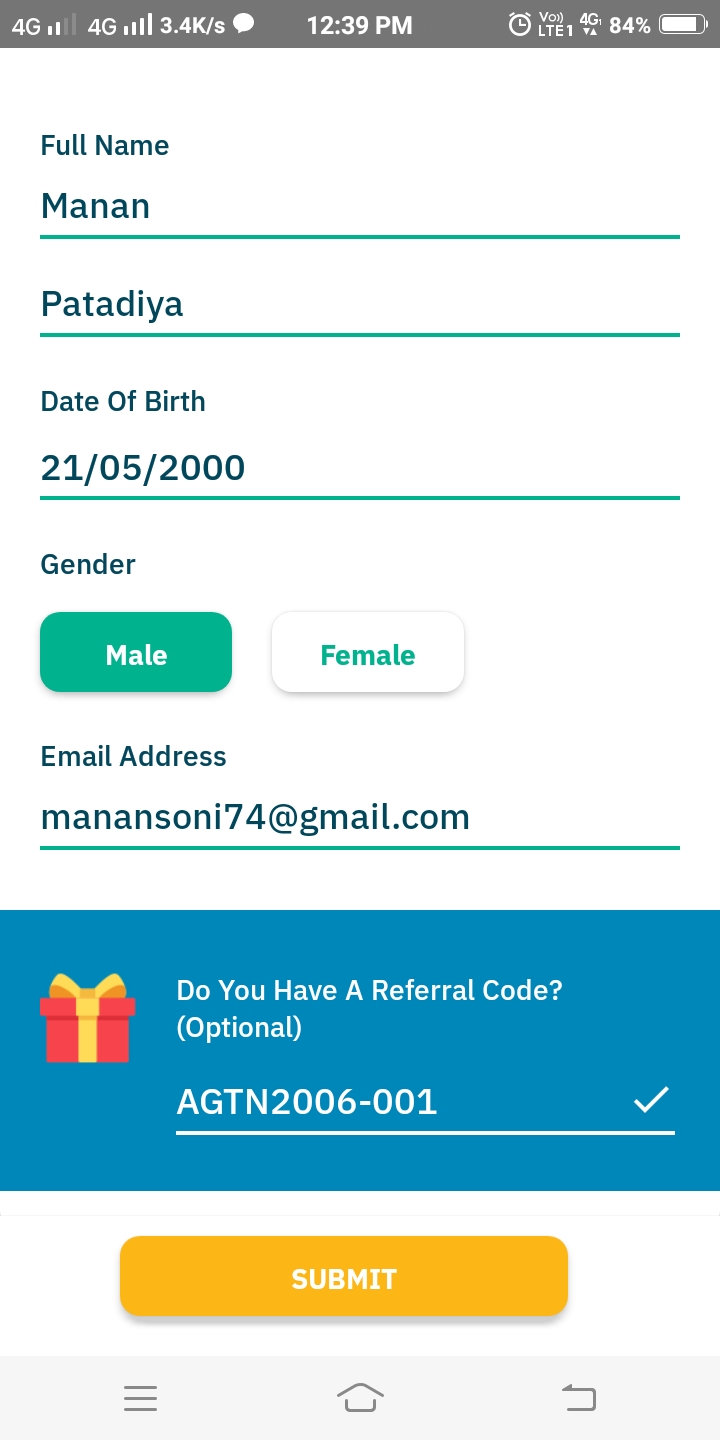 4G 4G 3.4K/s 12:39 PM Vo)) LTE1 4G1 84%
Full Name
Manan
Patadiya
Date Of Birth
21/05/2000
Gender
Male Female
Email Address
manansoni74@gmail.com
Do You Have A Referral Code?
(Optional)
AGTN2006-001
SUBMIT